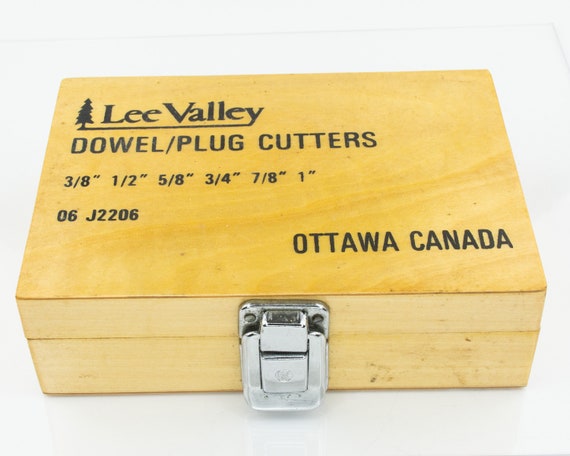 Lee Valley
DOWEL/PLUG CUTTERS
3/8" 1/2" 5/8" 3/4" 7/8" 1"
06 J2206
OTTAWA CANADA